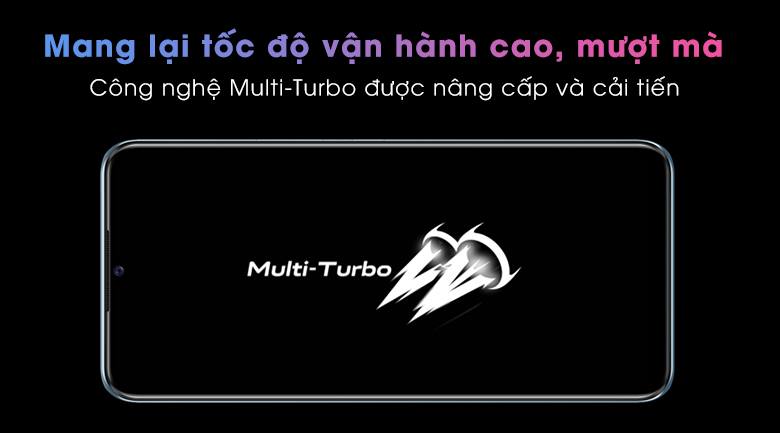 Mang lại tốc độ vận hành cao, mượt mà
Công nghệ Multi-Turbo được nâng cấp và cải tiến
Multi-Turbo